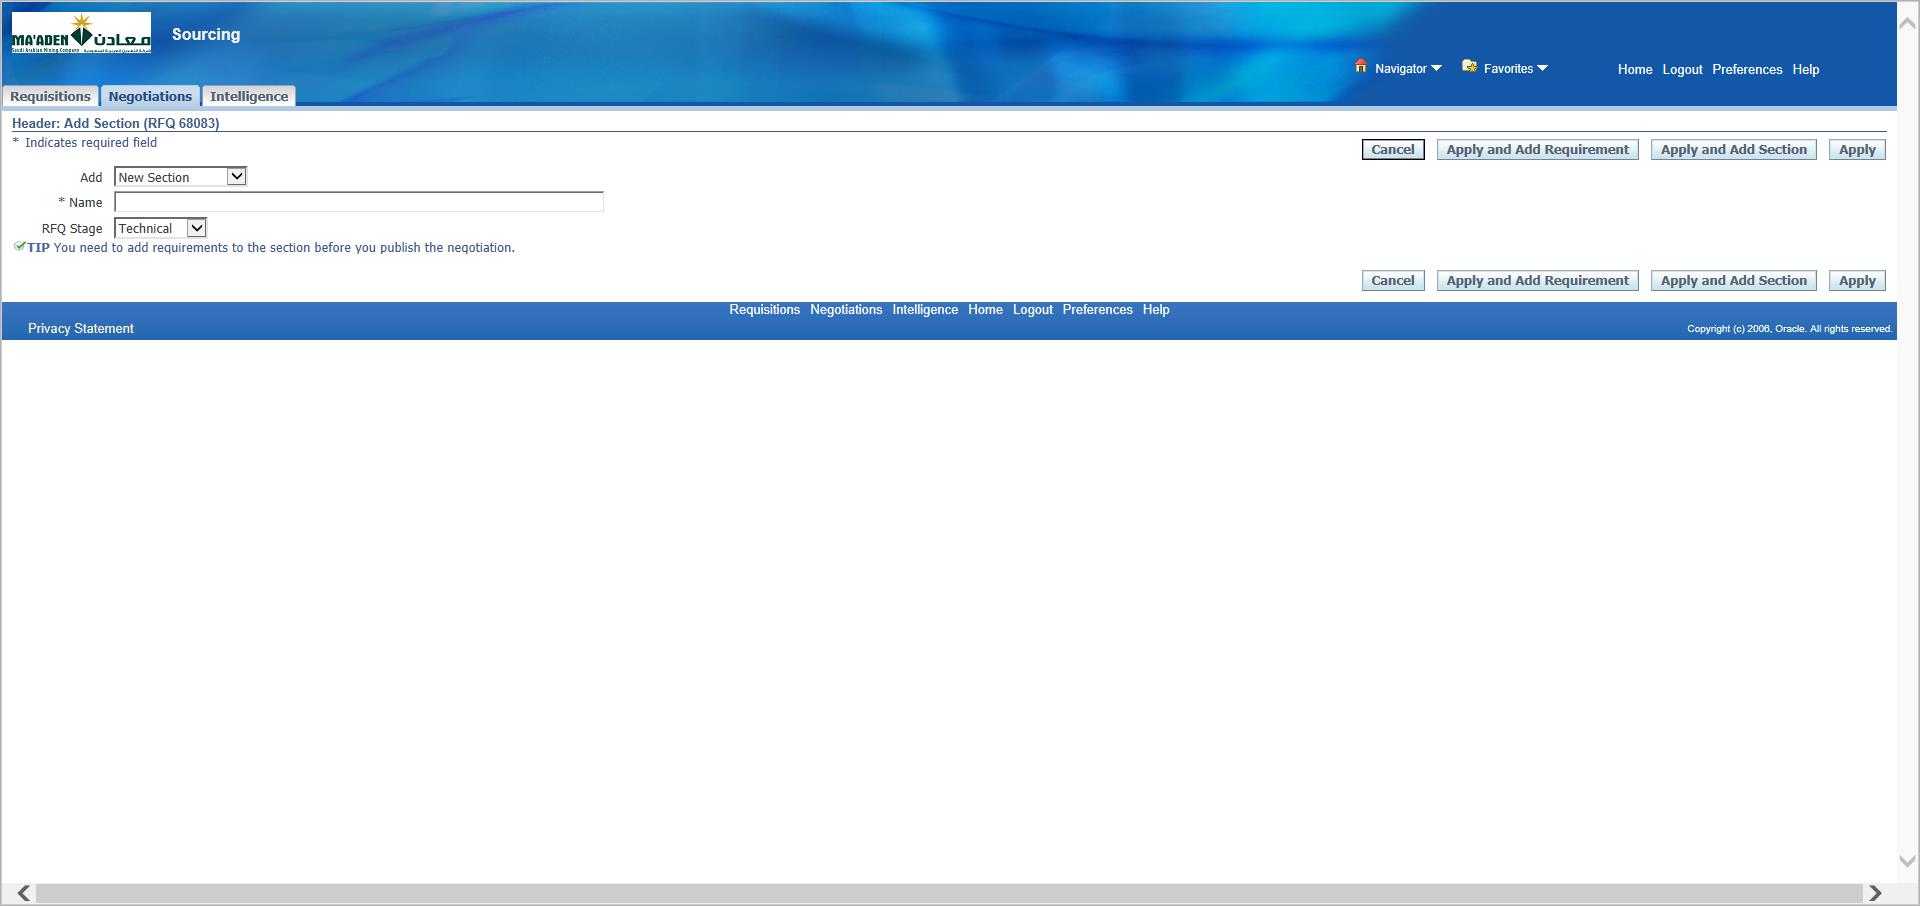 MA'ADEN معادن
Saudi Arabian Mining Company
Sourcing
Navigator Favorites Home Logout Preferences Help
Requisitions Negotiations Intelligence
Header: Add Section (RFQ 68083)
* Indicates required field
Cancel Apply and Add Requirement Apply and Add Section Apply
Add New Section
* Name
RFQ Stage Technical
TIP You need to add requirements to the section before you publish the negotiation.
Cancel Apply and Add Requirement Apply and Add Section Apply
Requisitions Negotiations Intelligence Home Logout Preferences Help
Privacy Statement
Copyright (c) 2006, Oracle. All rights reserved.